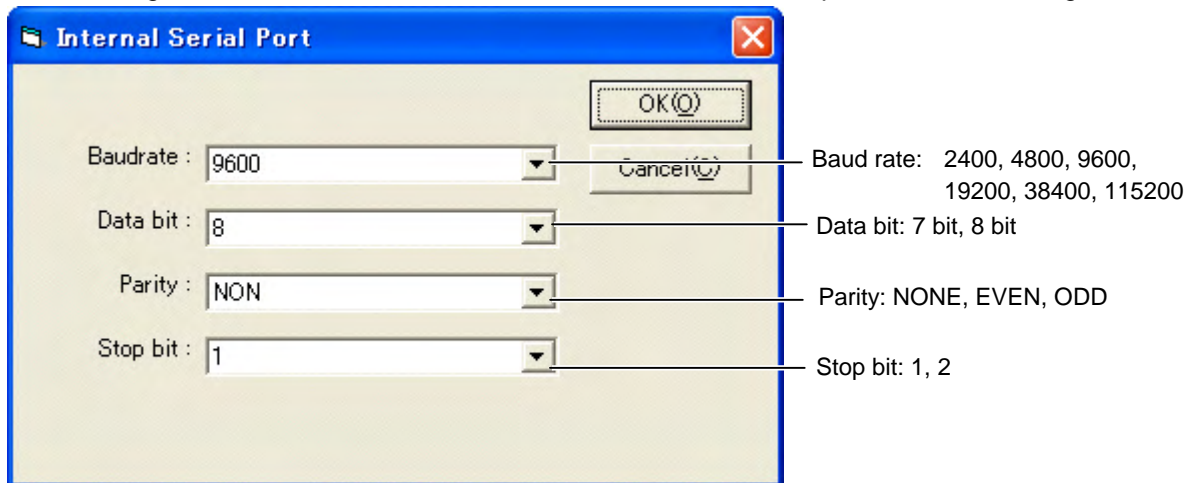 Internal Serial Port
OK(O)
Baudrate : 9600
Cancel(C)
Baud rate: 2400, 4800, 9600,
19200, 38400, 115200
Data bit : 8
Data bit: 7 bit, 8 bit
Parity : NON
Parity: NONE, EVEN, ODD
Stop bit : 1
Stop bit: 1, 2